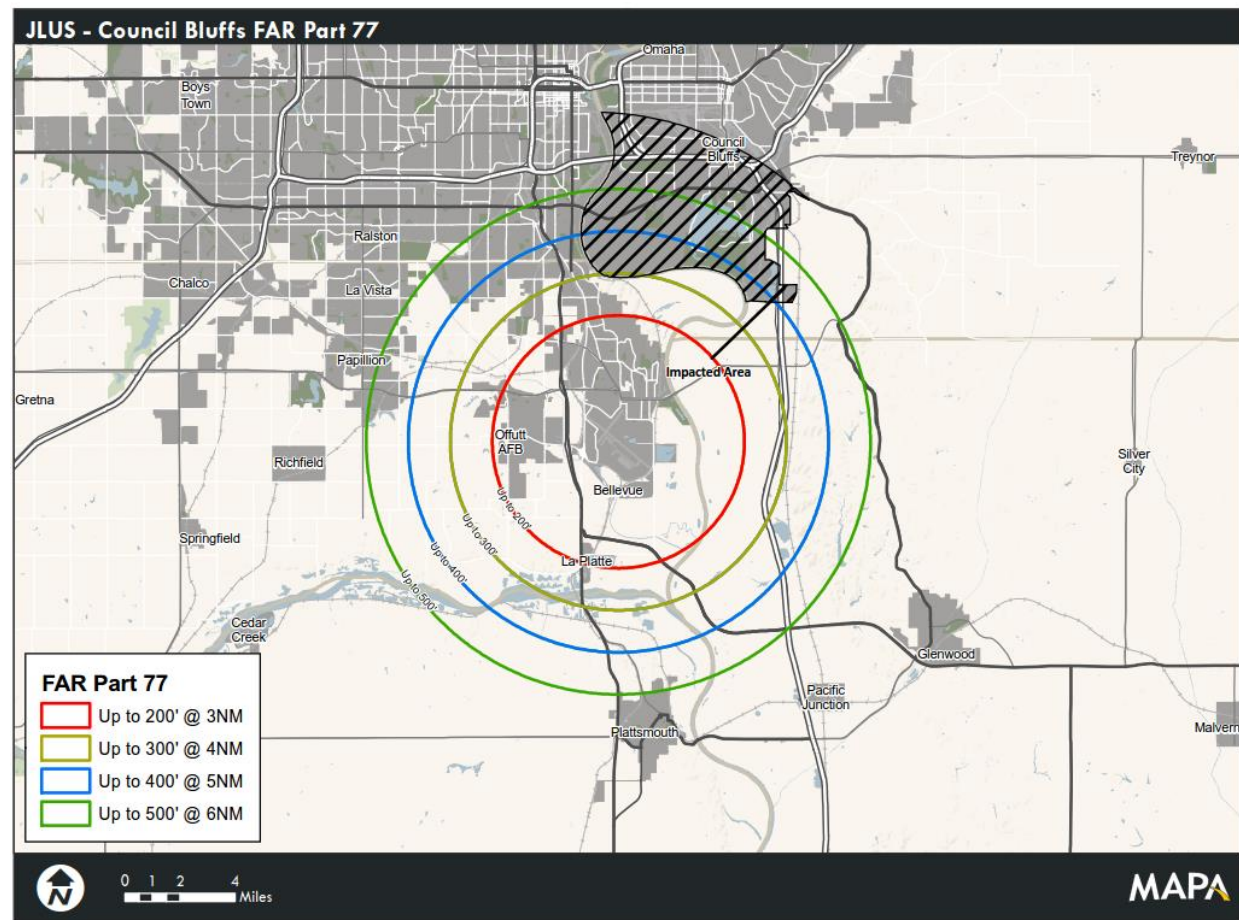 JLUS - Council Bluffs FAR Part 77
Omaha
Boys
Town
Council
Bluffs
Treynor
Ralston
Chalco
La Vista
Papillion
Impacted Area
Gretna
Offutt
AFB
Richfield
Silver
City
Bellevue
Up to 200'
Up to 300'
Springfield
Up to 400'
La Platte
Up to 500'
Cedar
Creek
Glenwood
Pacific
Junction
Plattsmouth
Malvern
FAR Part 77
Up to 200' @ 3NM
Up to 300' @ 4NM
Up to 400' @ 5NM
Up to 500' @ 6NM
N
0 1 2 4
Miles
MAPA